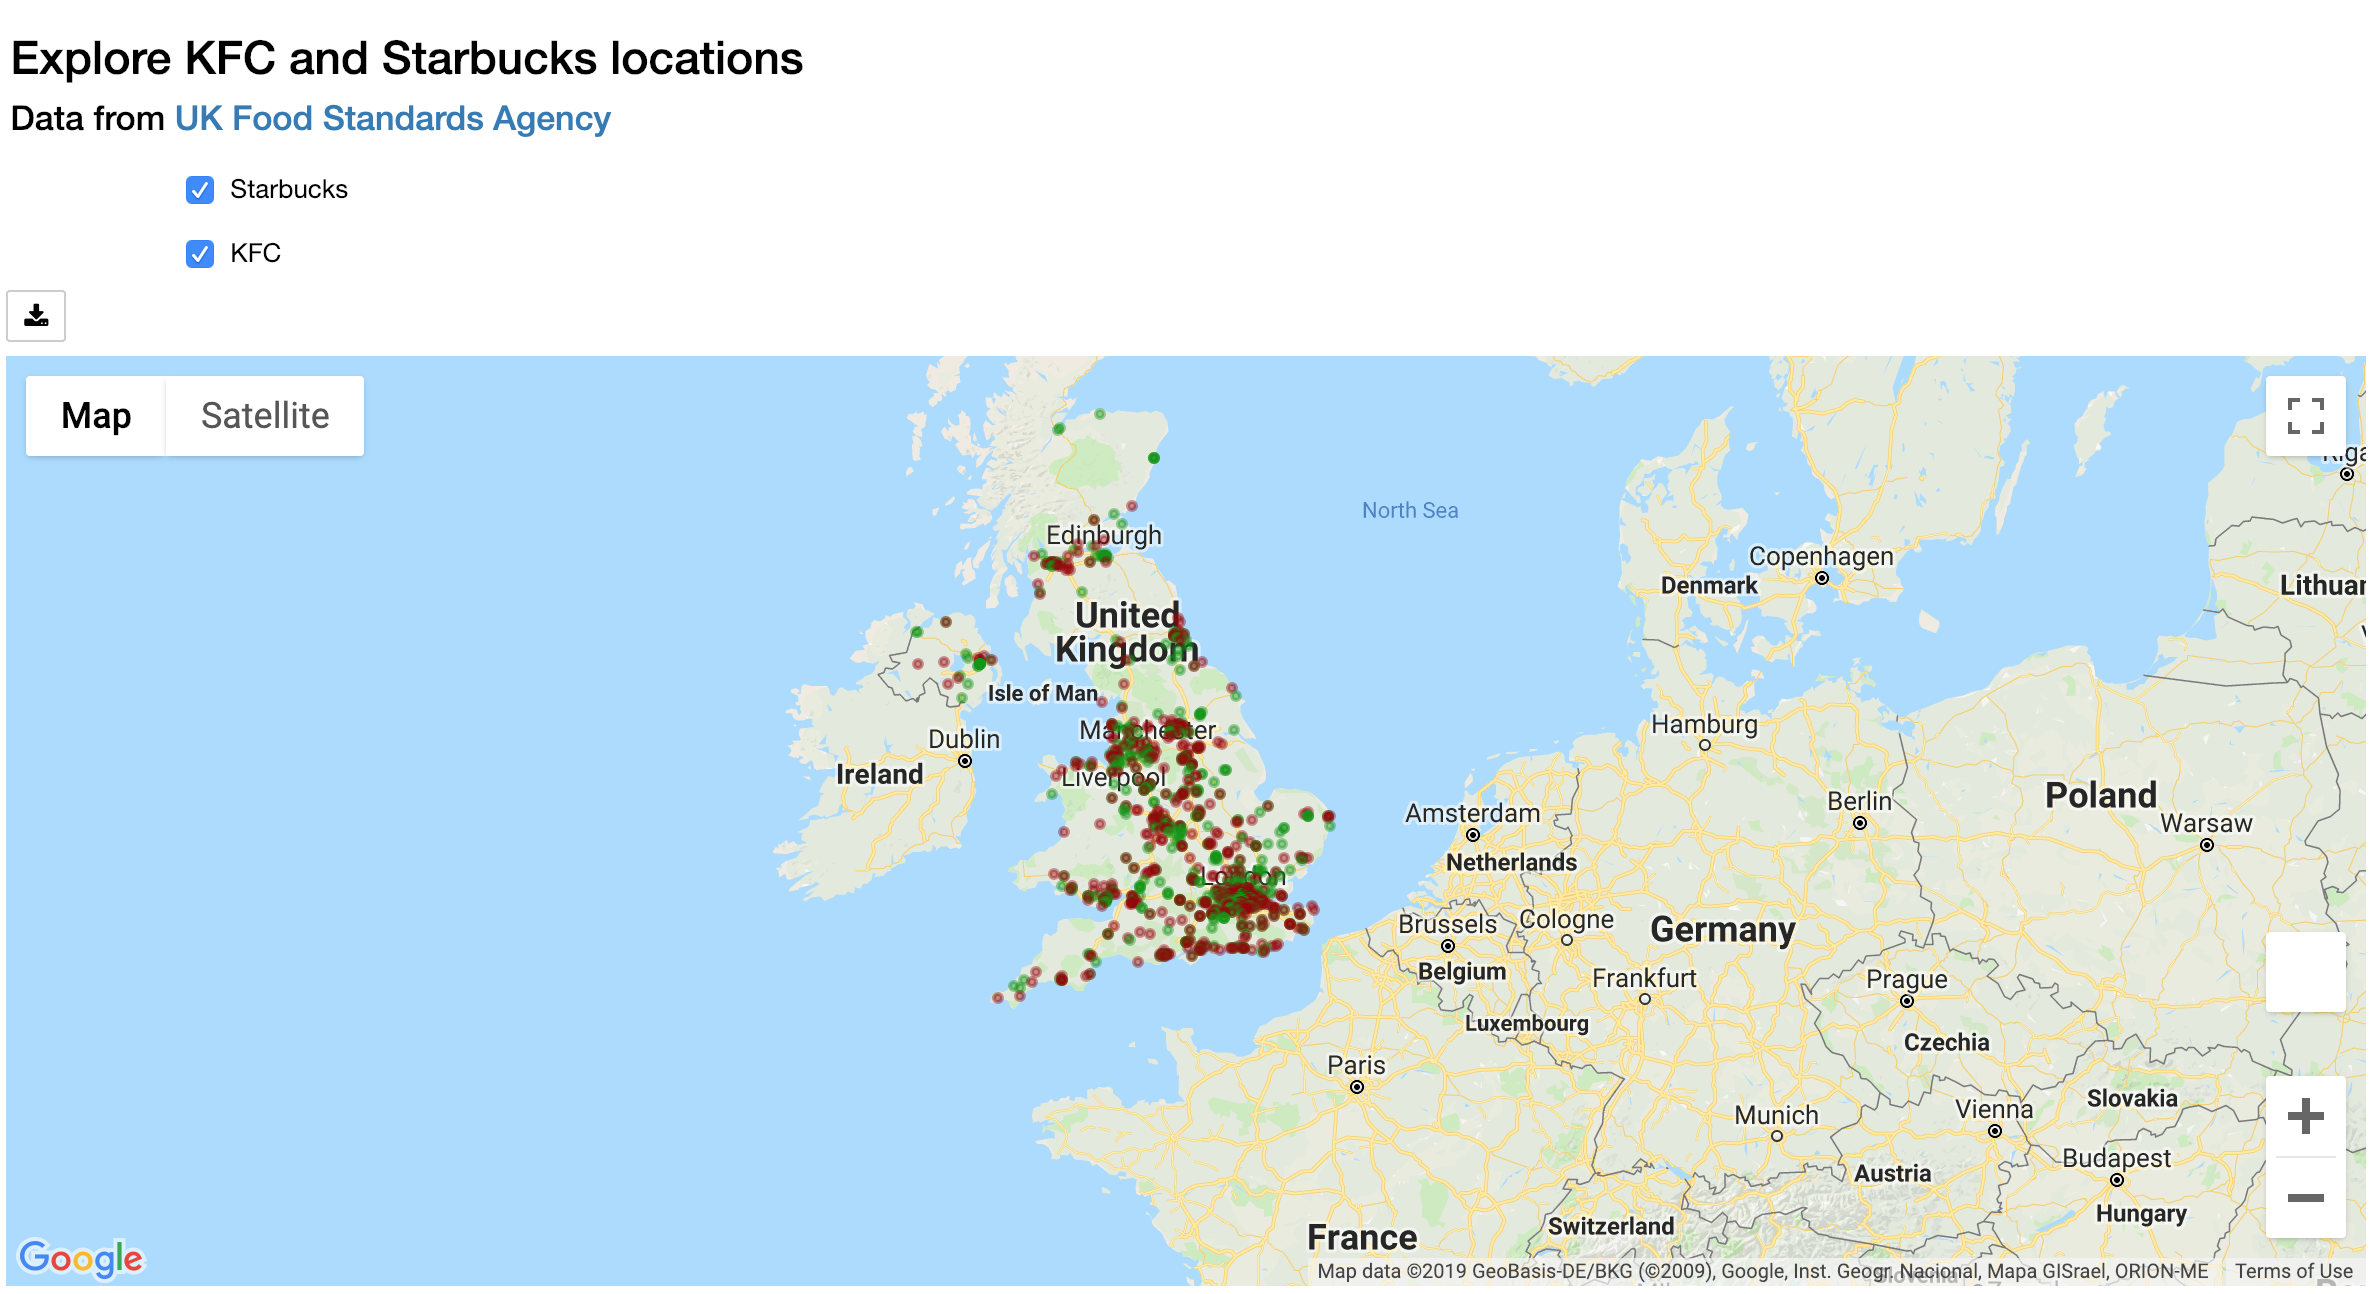 Explore KFC and Starbucks locations
Data from UK Food Standards Agency
Starbucks
KFC
Map
Satellite
North Sea
Edinburgh
Copenhagen
Denmark
United
Kingdom
Isle of Man
Hamburg
Manchester
Dublin
Ireland
Liverpool
Amsterdam
Berlin
Poland
Warsaw
Netherlands
London
Brussels
Cologne
Germany
Belgium
Frankfurt
Prague
Luxembourg
Czechia
Paris
Slovakia
Munich
Vienna
Budapest
Austria
Hungary
Switzerland
France
Google
Map data ©2019 GeoBasis-DE/BKG (©2009), Google, Inst. Geogr. Nacional, Mapa GISrael, ORION-ME
Terms of Use